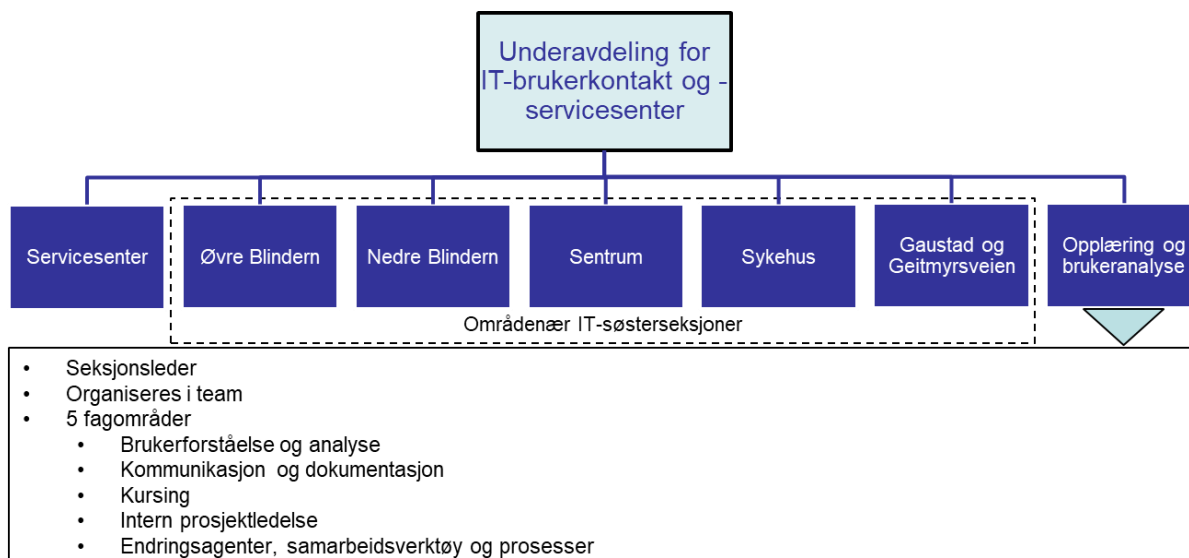 Underavdeling for
IT-brukerkontakt og -
servicesenter
Servicesenter
Øvre Blindern
Nedre Blindern
Sentrum
Sykehus
Gaustad og
Geitmyrsveien
Opplæring og
brukeranalyse
Områdenær IT-søsterseksjoner
• Seksjonsleder
• Organiseres i team
• 5 fagområder
• Brukerforståelse og analyse
• Kommunikasjon og dokumentasjon
• Kursing
• Intern prosjektledelse
• Endringsagenter, samarbeidsverktøy og prosesser